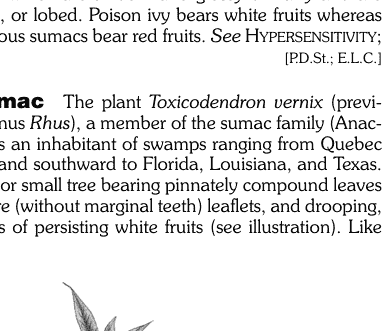 , or lobed. Poison ivy bears white fruits whereas
ous sumacs bear red fruits. See HYPERSENSITIVITY;
[P.D.St.; E.L.C.]
mac The plant Toxicodendron vernix (previ-
nus Rhus), a member of the sumac family (Anac-
s an inhabitant of swamps ranging from Quebec
and southward to Florida, Louisiana, and Texas.
or small tree bearing pinnately compound leaves
re (without marginal teeth) leaflets, and drooping,
s of persisting white fruits (see illustration). Like